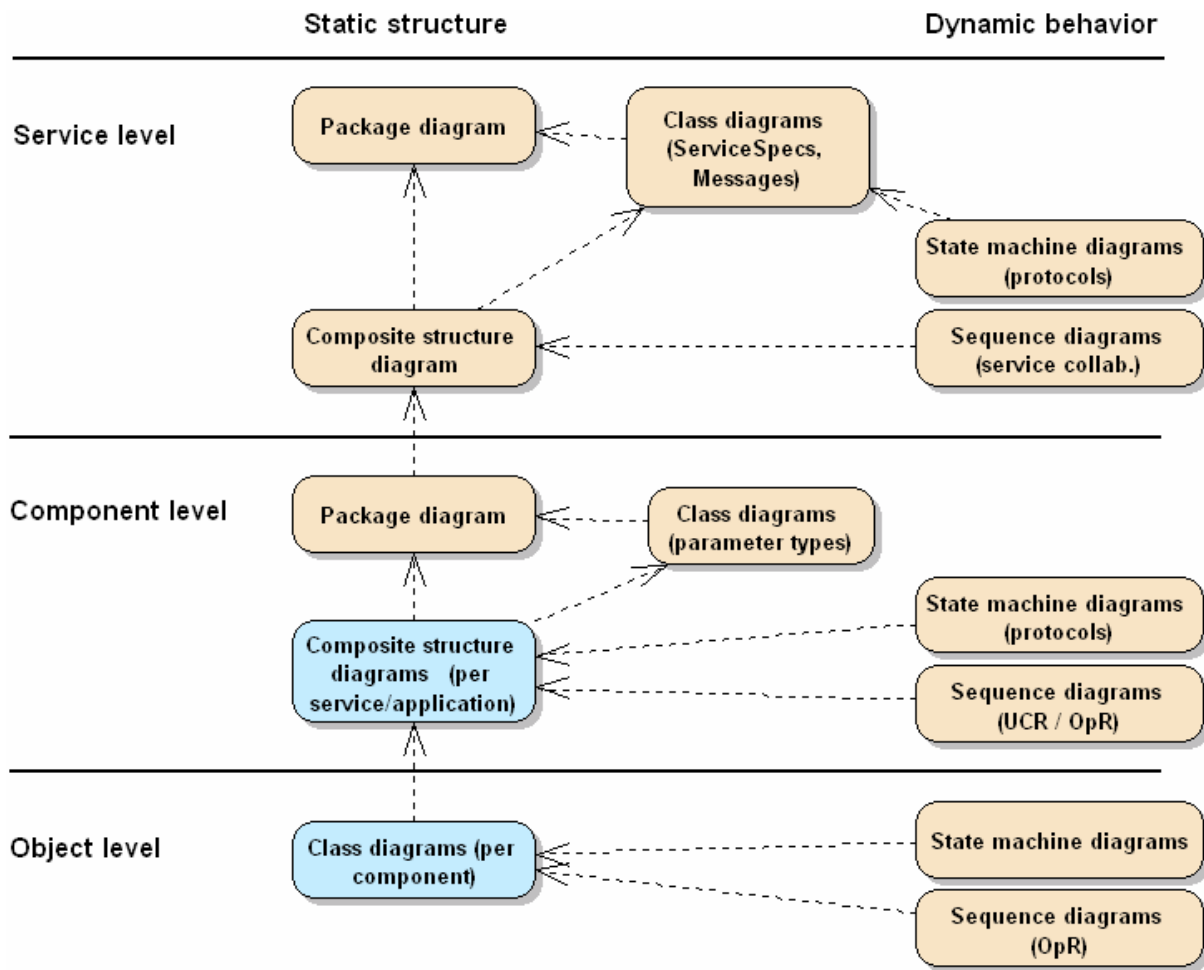 Static structure
Dynamic behavior
Service level
Package diagram
Class diagrams
(ServiceSpecs,
Messages)
State machine diagrams
(protocols)
Composite structure
diagram
Sequence diagrams
(service collab.)
Component level
Package diagram
Class diagrams
(parameter types)
State machine diagrams
(protocols)
Composite structure
diagrams (per
service/application)
Sequence diagrams
(UCR / OpR)
Object level
Class diagrams (per
component)
State machine diagrams
Sequence diagrams
(OpR)